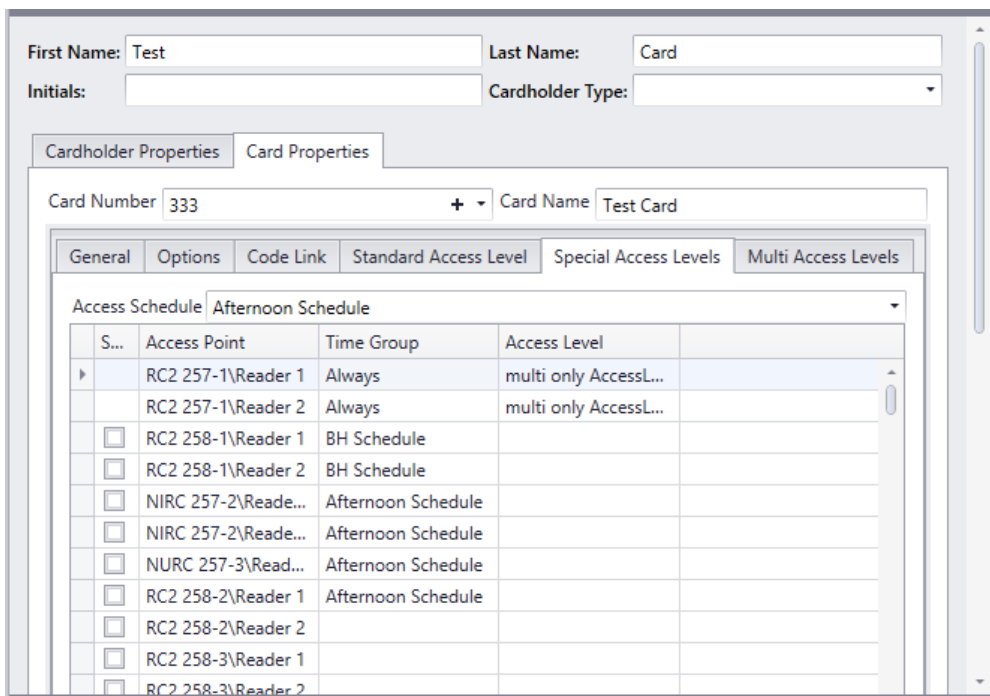 First Name: Test Last Name: Card
Initials: Cardholder Type:
Cardholder Properties Card Properties
Card Number 333 + Card Name Test Card
General Options Code Link Standard Access Level Special Access Levels Multi Access Levels
Access Schedule Afternoon Schedule
S... Access Point Time Group Access Level
RC2 257-1\Reader 1 Always multi only AccessL...
RC2 257-1\Reader 2 Always multi only AccessL...
RC2 258-1\Reader 1 BH Schedule
RC2 258-1\Reader 2 BH Schedule
NIRC 257-2\Reade... Afternoon Schedule
NIRC 257-2\Reade... Afternoon Schedule
NURC 257-3\Read... Afternoon Schedule
RC2 258-2\Reader 1 Afternoon Schedule
RC2 258-2\Reader 2
RC2 258-3\Reader 1
RC2 258-3\Reader 2